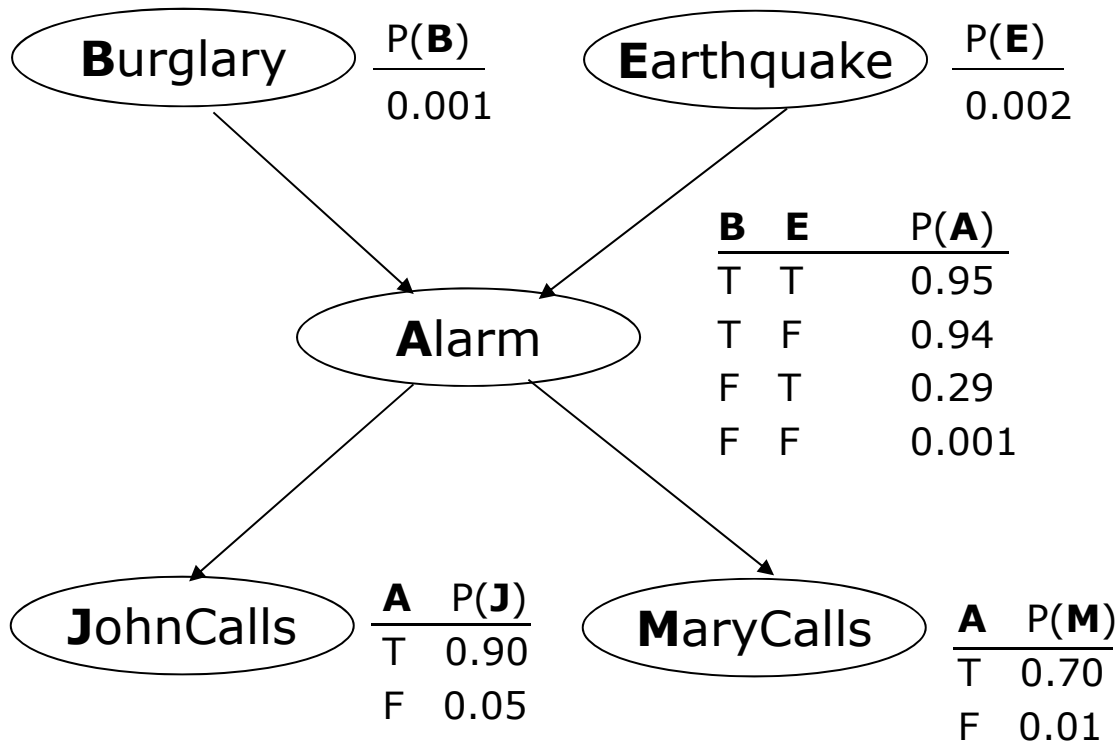 Burglary
P(B)
0.001
Earthquake
P(E)
0.002
B E P(A)
T T 0.95
T F 0.94
F T 0.29
F F 0.001
Alarm
JohnCalls
A P(J)
T 0.90
F 0.05
MaryCalls
A P(M)
T 0.70
F 0.01